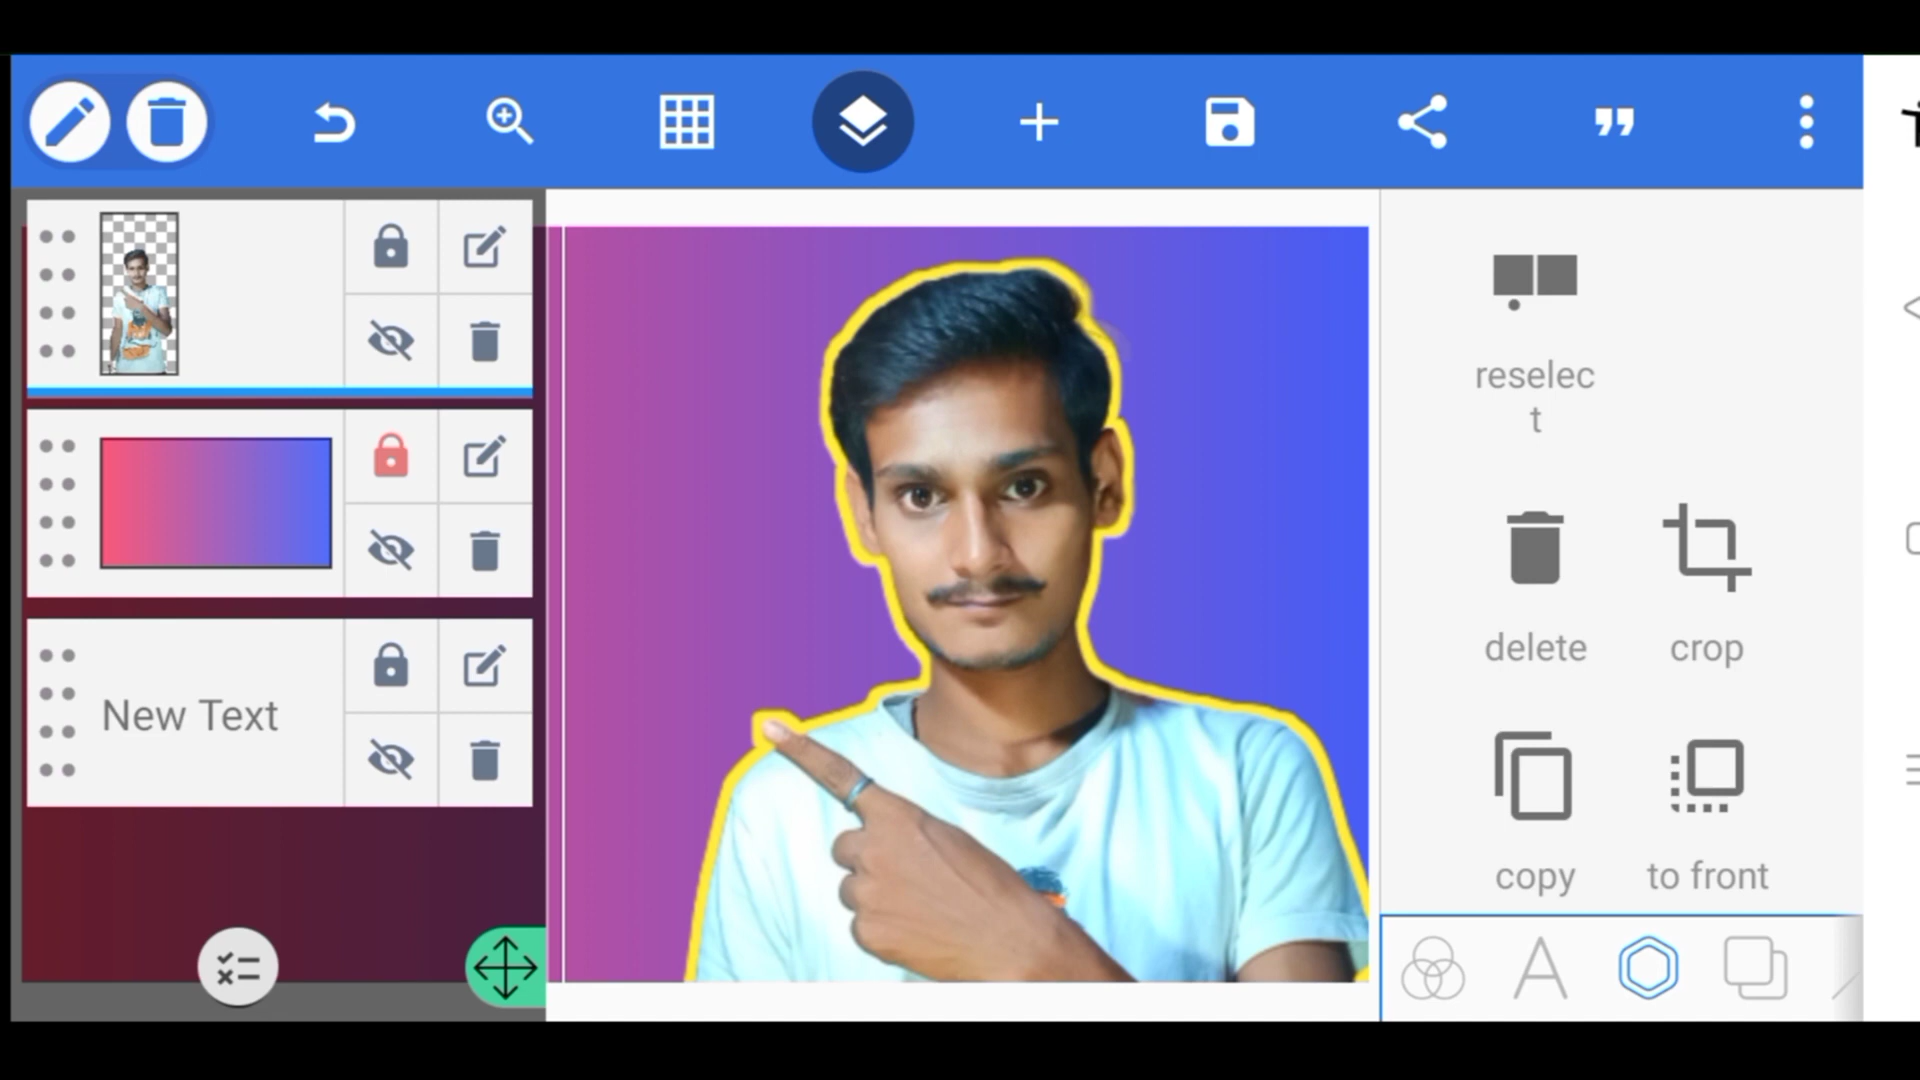 reselec
t
delete
crop
New Text
copy
to front